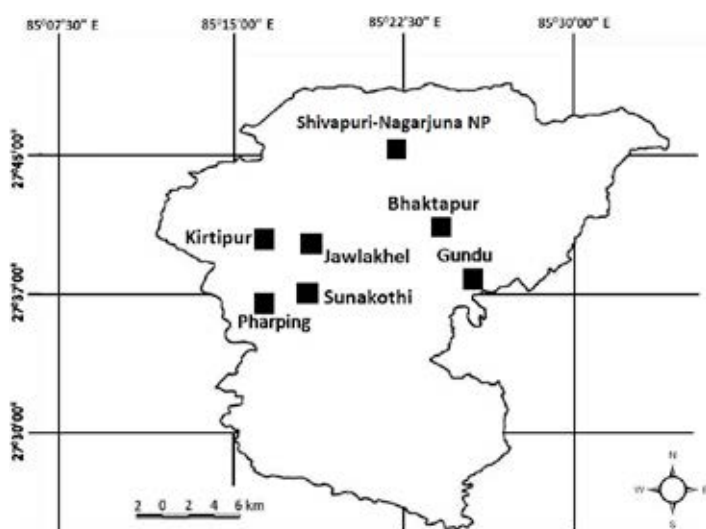 85°07'30" E
85°15'00" E
85°22'30" E
85°30'00" E
Shivapuri-Nagarjuna NP
27°45'00"
Bhaktapur
Kirtipur
Jawlakhel
Gundu
27°37'00"
Sunakothi
Pharping
27°30'00"
N
W
E
S
2 0 2 4 6 km